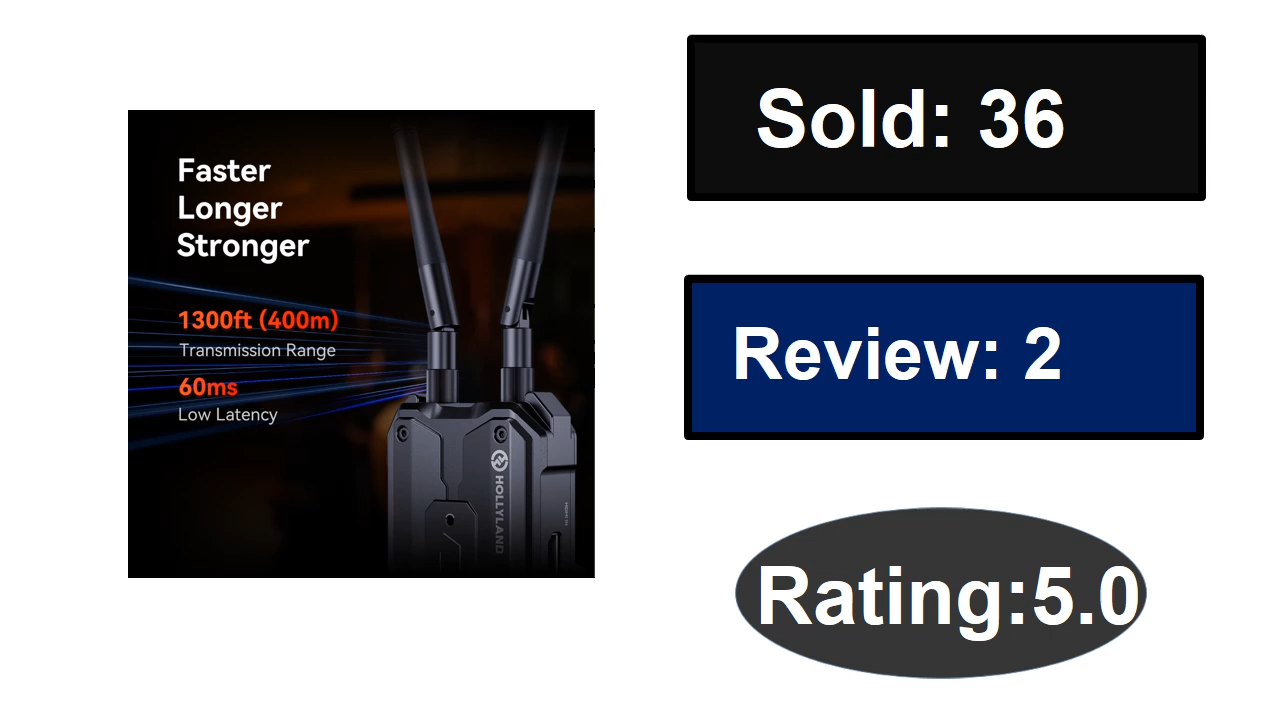 Faster
Longer
Stronger
1300ft (400m)
Transmission Range
60ms
Low Latency
HOLLYLAND
Sold: 36
Review: 2
Rating:5.0